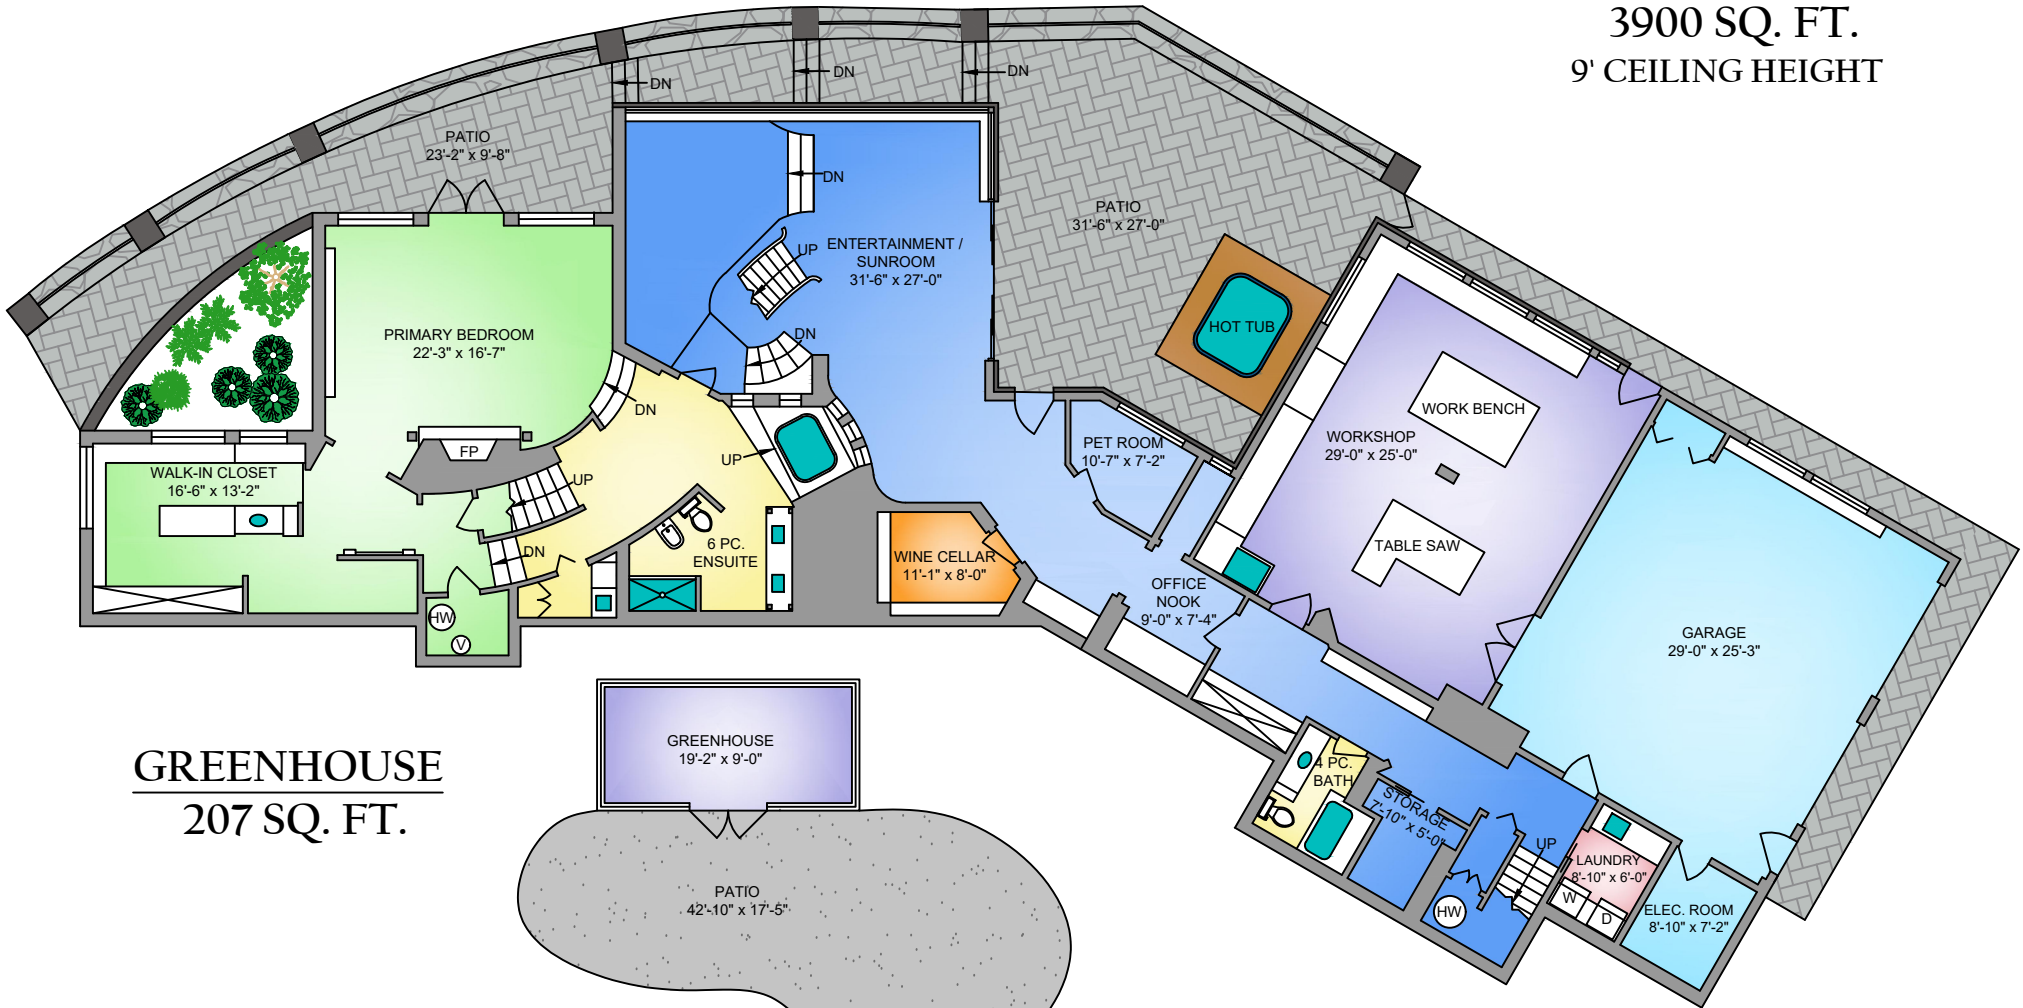 3900 SQ. FT.
9' CEILING HEIGHT
DN
DN
DN
PATIO
23'-2" x 9'-8"
DN
UP
ENTERTAINMENT /
SUNROOM
31'-6" x 27'-0"
PATIO
31'-6" x 27'-0"
HOT TUB
PRIMARY BEDROOM
22'-3" x 16'-7"
DN
DN
FP
UP
UP
WALK-IN CLOSET
16'-6" x 13'-2"
DN
6 PC.
ENSUITE
HW
V
WINE CELLAR
11'-1" x 8'-0"
PET ROOM
10'-7" x 7'-2"
OFFICE
NOOK
9'-0" x 7'-4"
WORK BENCH
WORKSHOP
29'-0" x 25'-0"
TABLE SAW
GARAGE
29'-0" x 25'-3"
GREENHOUSE
207 SQ. FT.
GREENHOUSE
19'-2" x 9'-0"
PATIO
42'-10" x 17'-5"
4 PC.
BATH
STORAGE
7'-10" x 5'-0"
UP
HW
LAUNDRY
8'-10" x 6'-0"
W
D
ELEC. ROOM
8'-10" x 7'-2"